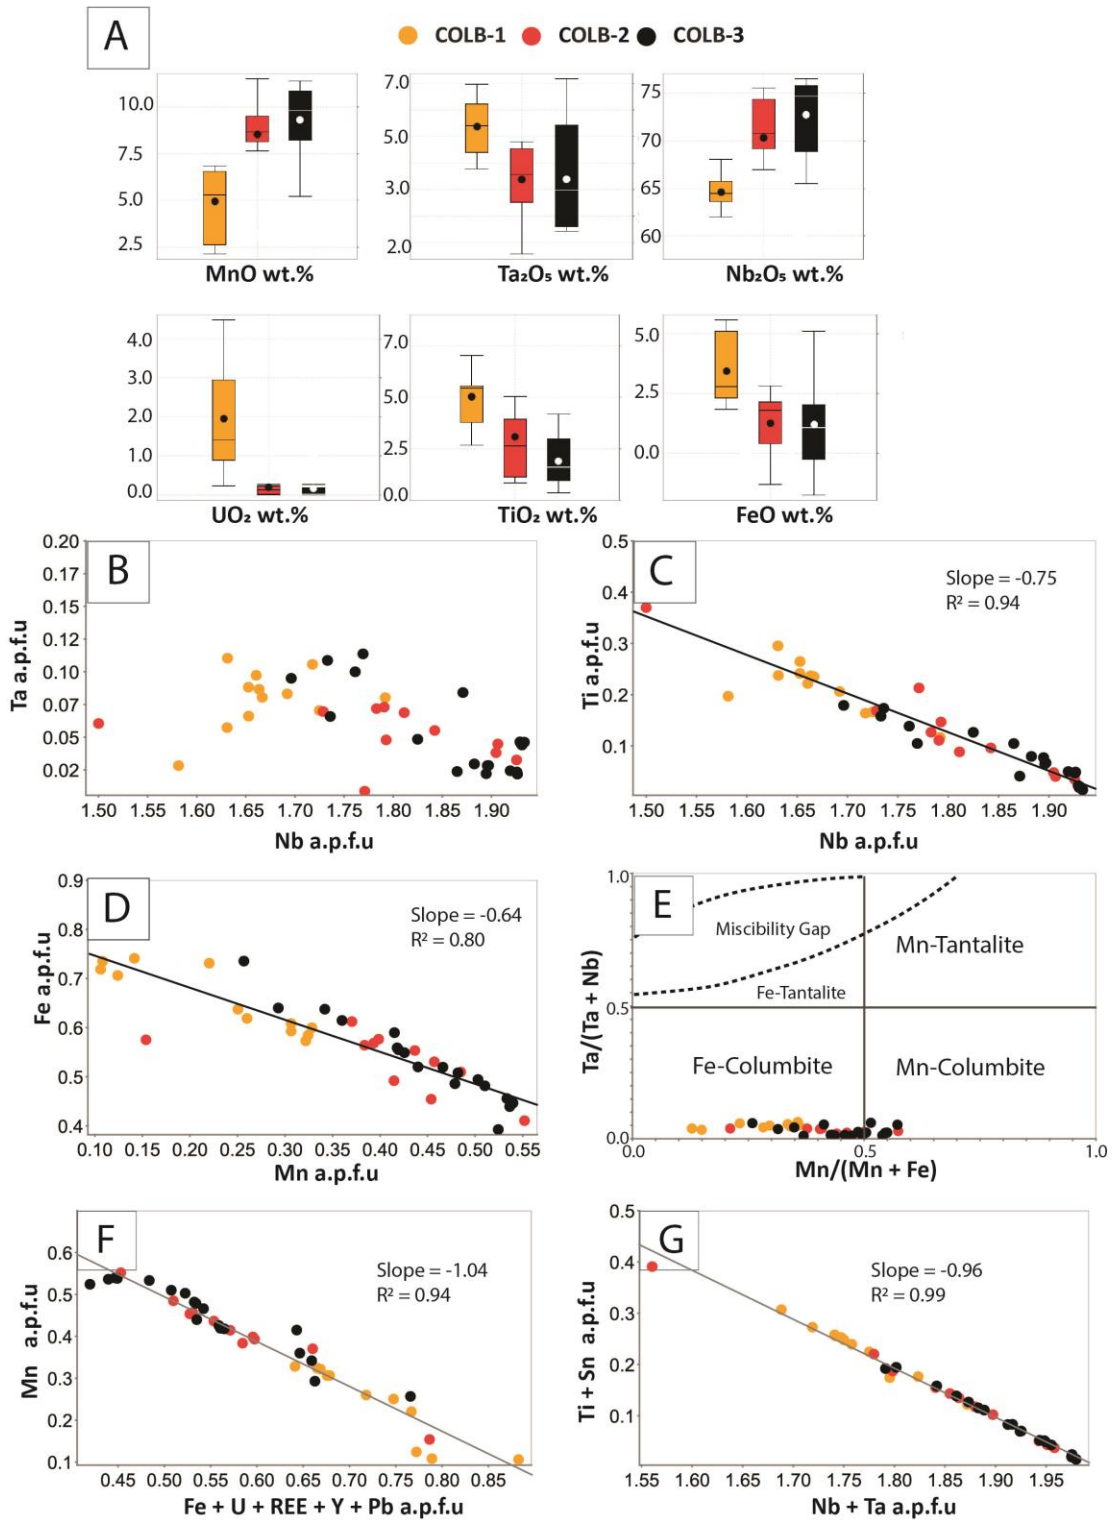 A
COLB-1 COLB-2 COLB-3
10.0
7.5
5.0
2.5
MnO wt.%
7.0
5.0
3.0
2.0
Ta₂O₅ wt.%
75
70
65
60
Nb₂O₅ wt.%
4.0
3.0
2.0
1.0
0.0
UO₂ wt.%
7.0
5.0
2.5
0.0
TiO₂ wt.%
5.0
2.5
0.0
FeO wt.%
B
0.20
0.17
0.15
0.12
0.10
0.07
0.05
0.02
Ta a.p.f.u
1.50 1.55 1.60 1.65 1.70 1.75 1.80 1.85 1.90
Nb a.p.f.u
C
Slope = -0.75
R² = 0.94
0.5
0.4
0.3
0.2
0.1
Ti a.p.f.u
1.50 1.55 1.60 1.65 1.70 1.75 1.80 1.85 1.90
Nb a.p.f.u
D
Slope = -0.64
R² = 0.80
0.9
0.8
0.7
0.6
0.5
0.4
Fe a.p.f.u
0.10 0.15 0.20 0.25 0.30 0.35 0.40 0.45 0.50 0.55
Mn a.p.f.u
E
Miscibility Gap
Mn-Tantalite
Fe-Tantalite
Fe-Columbite
Mn-Columbite
1.0
0.5
0.0
Ta/(Ta + Nb)
0.0 0.5 1.0
Mn/(Mn + Fe)
F
Slope = -1.04
R² = 0.94
0.6
0.5
0.4
0.3
0.2
0.1
Mn a.p.f.u
0.45 0.50 0.55 0.60 0.65 0.70 0.75 0.80 0.85
Fe + U + REE + Y + Pb a.p.f.u
G
Slope = -0.96
R² = 0.99
0.5
0.4
0.3
0.2
0.1
Ti + Sn a.p.f.u
1.55 1.60 1.65 1.70 1.75 1.80 1.85 1.90 1.95
Nb + Ta a.p.f.u